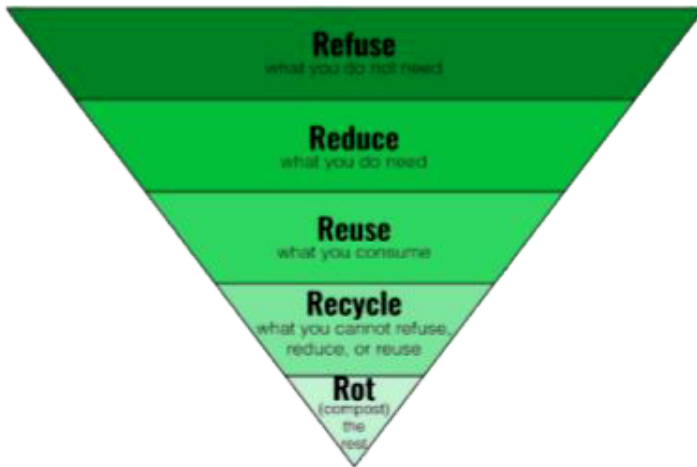 Refuse
what you do not need
Reduce
what you do need
Reuse
what you consume
Recycle
what you cannot refuse,
reduce, or reuse
Rot
(compost)
the
rest